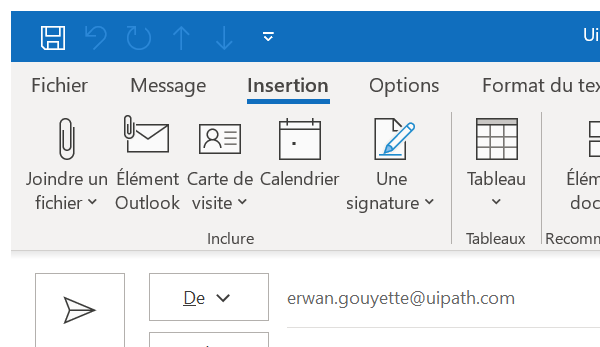 Ui
Fichier Message Insertion Options Format du tex
Joindre un fichier
Élément Outlook
Carte de visite
Calendrier
Une signature
Tableau
Élém
doc
Inclure Tableaux Recomm
De erwan.gouyette@uipath.com